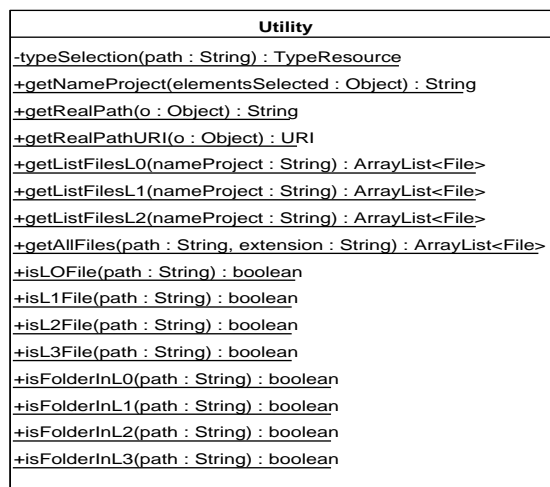 Utility
-typeSelection(path : String) : TypeResource
+getNameProject(elementsSelected : Object) : String
+getRealPath(o : Object) : String
+getRealPathURI(o : Object) : URI
+getListFilesL0(nameProject : String) : ArrayList<File>
+getListFilesL1(nameProject : String) : ArrayList<File>
+getListFilesL2(nameProject : String) : ArrayList<File>
+getAllFiles(path : String, extension : String) : ArrayList<File>
+isLOFile(path : String) : boolean
+isL1File(path : String) : boolean
+isL2File(path : String) : boolean
+isL3File(path : String) : boolean
+isFolderInL0(path : String) : boolean
+isFolderInL1(path : String) : boolean
+isFolderInL2(path : String) : boolean
+isFolderInL3(path : String) : boolean